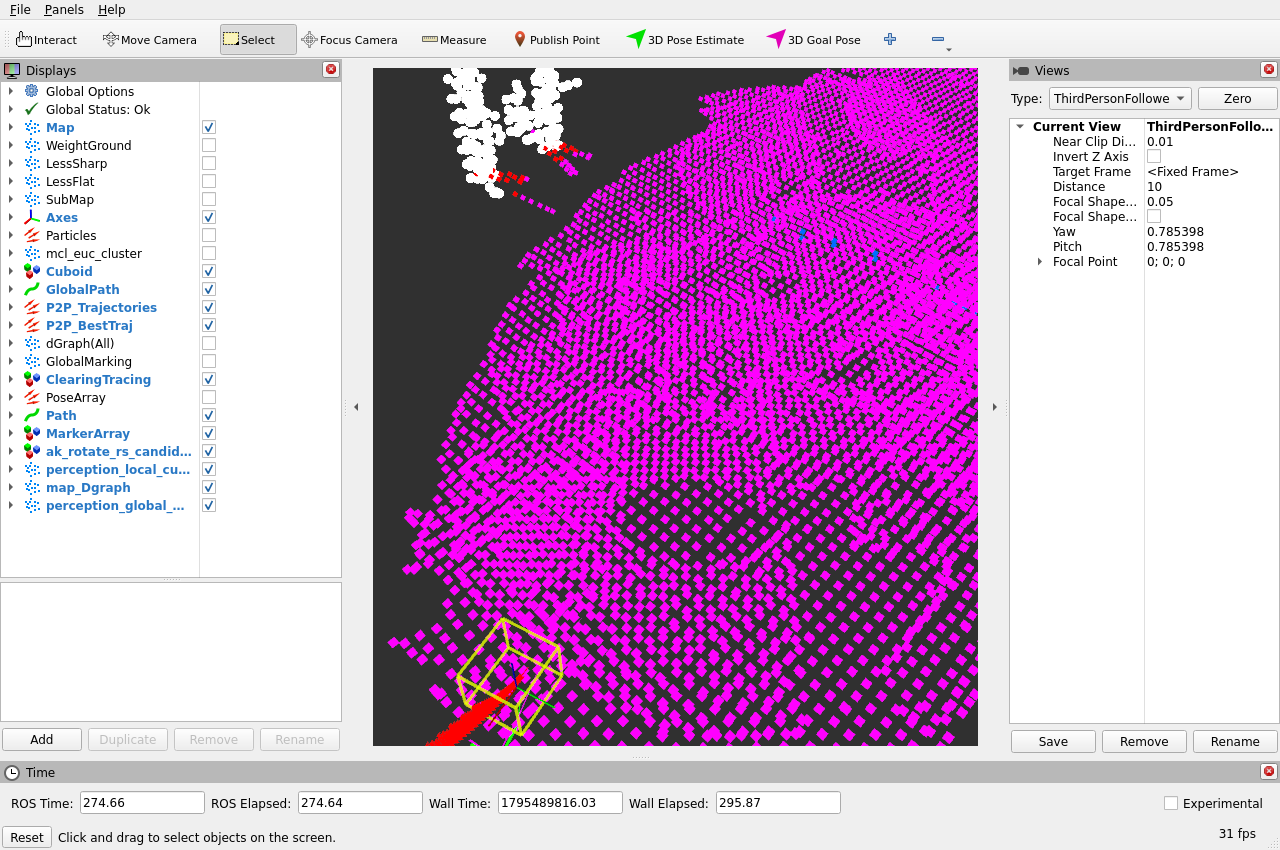 File Panels Help
Interact Move Camera Select Focus Camera Measure Publish Point 3D Pose Estimate 3D Goal Pose
Displays
Global Options
Global Status: Ok
Map
WeightGround
LessSharp
LessFlat
SubMap
Axes
Particles
mcl_euc_cluster
Cuboid
GlobalPath
P2P_Trajectories
P2P_BestTraj
dGraph(All)
GlobalMarking
ClearingTracing
PoseArray
Path
MarkerArray
ak_rotate_rs_candid...
perception_local_cu...
map_Dgraph
perception_global_...
Add Duplicate Remove Rename
Views
Type: ThirdPersonFollowe Zero
Current View ThirdPersonFollo...
Near Clip Di... 0.01
Invert Z Axis
Target Frame <Fixed Frame>
Distance 10
Focal Shape... 0.05
Focal Shape...
Yaw 0.785398
Pitch 0.785398
Focal Point 0; 0; 0
Save Remove Rename
Time
ROS Time: 274.66 ROS Elapsed: 274.64 Wall Time: 1795489816.03 Wall Elapsed: 295.87 Experimental
Reset Click and drag to select objects on the screen. 31 fps